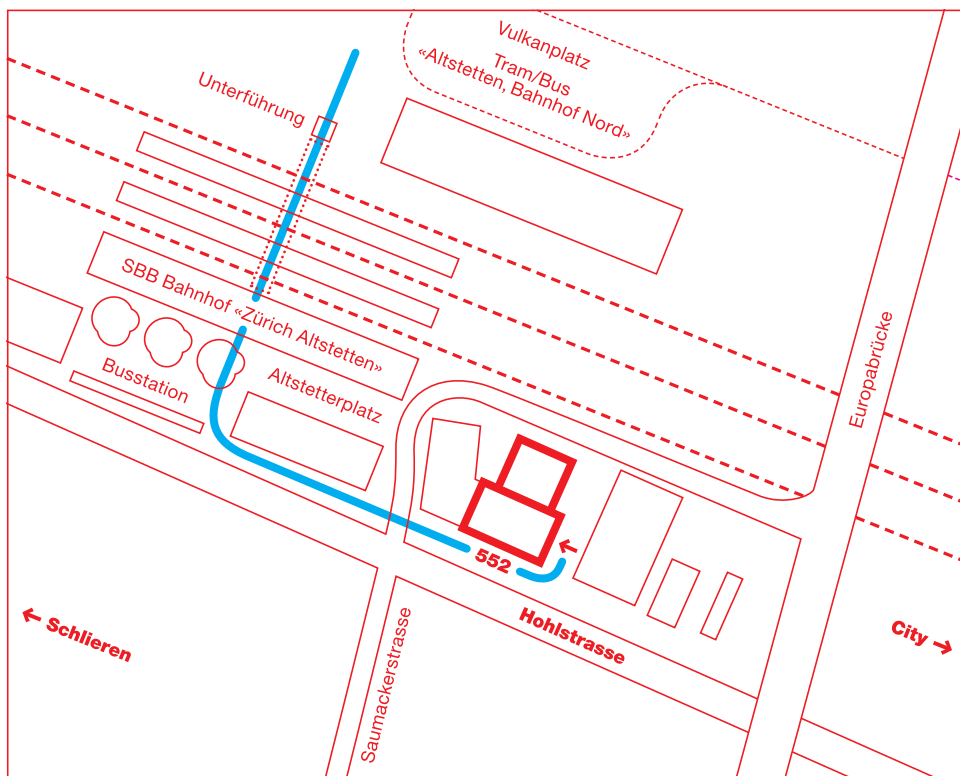 Vulkanplatz
Tram/Bus
«Altstetten, Bahnhof Nord»
Unterführung
SBB Bahnhof «Zürich Altstetten»
Busstation
Altstetterplatz
Europabrücke
552
Hohlstrasse
← Schlieren
City →
Saumackerstrasse